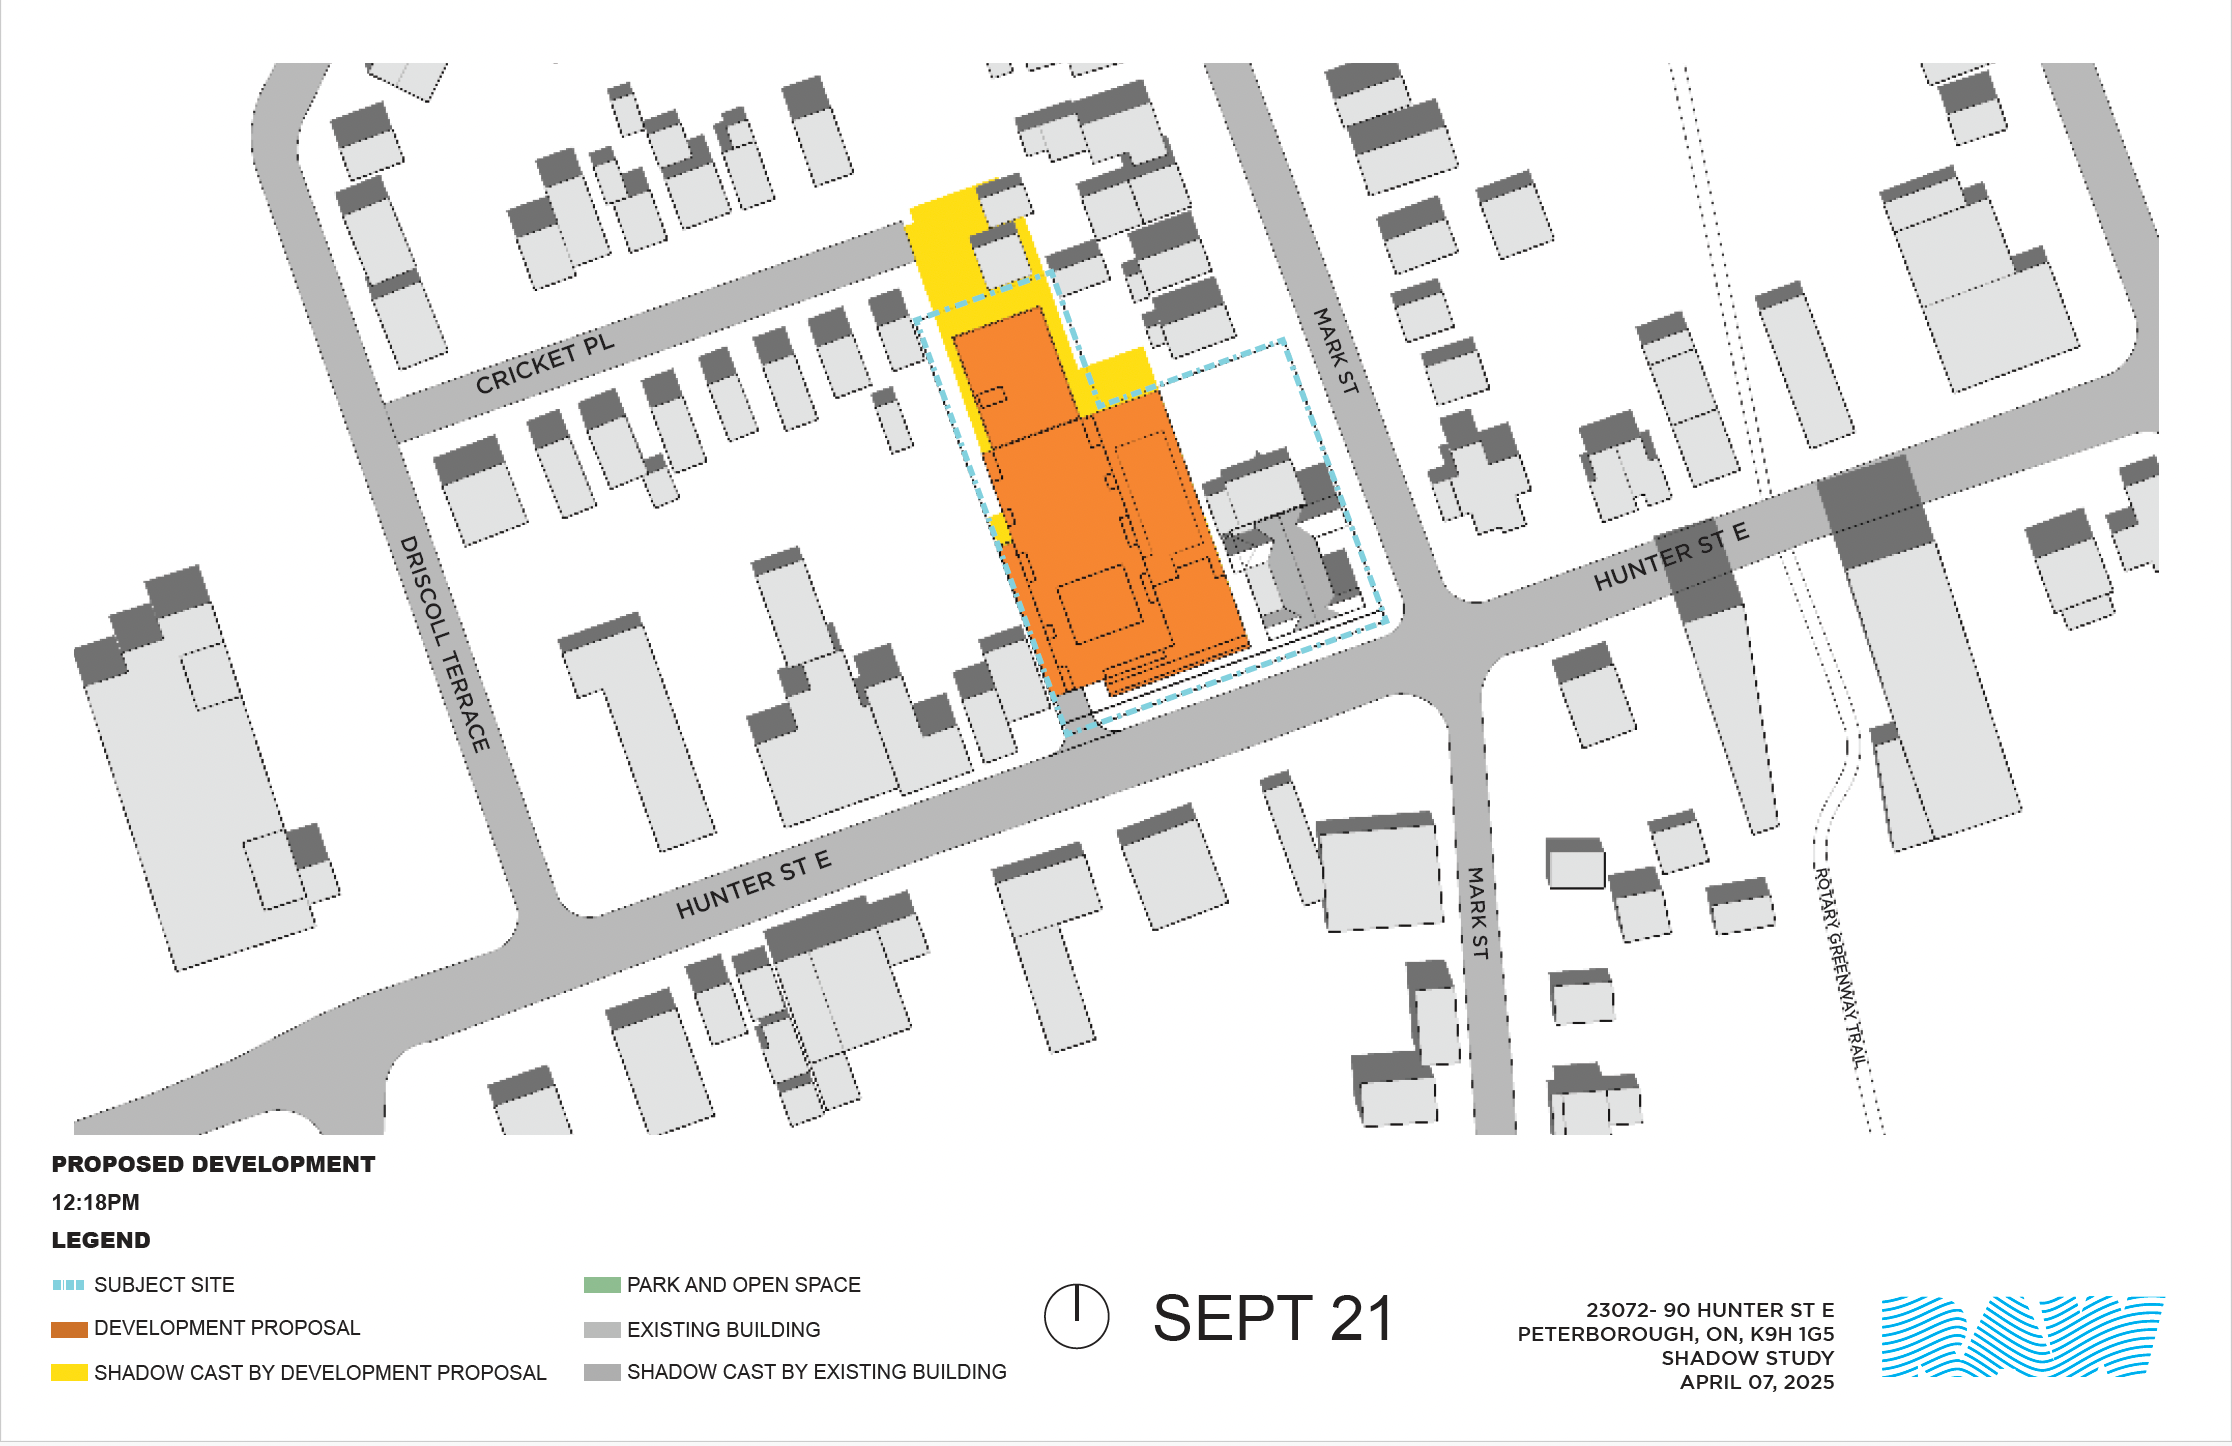 CRICKET PL
MARK ST
DRISCOLL TERRACE
HUNTER ST E
HUNTER ST E
MARK ST
ROTARY GREENWAY TRAIL
PROPOSED DEVELOPMENT
12:18PM
LEGEND
SUBJECT SITE
DEVELOPMENT PROPOSAL
SHADOW CAST BY DEVELOPMENT PROPOSAL
PARK AND OPEN SPACE
EXISTING BUILDING
SHADOW CAST BY EXISTING BUILDING
SEPT 21
23072- 90 HUNTER ST E
PETERBOROUGH, ON, K9H 1G5
SHADOW STUDY
APRIL 07, 2025